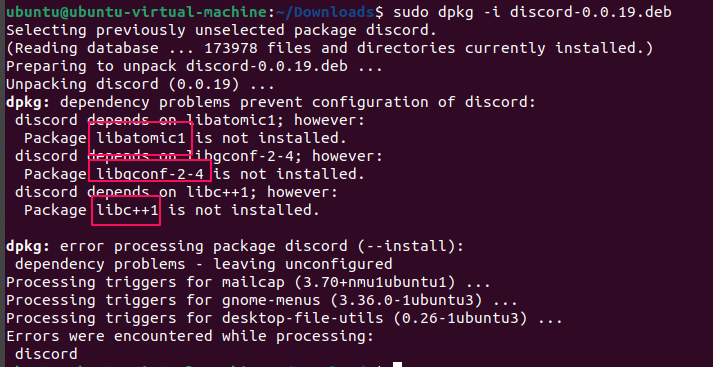 ubuntu@ubuntu-virtual-machine:~/Downloads$ sudo dpkg -i discord-0.0.19.deb
Selecting previously unselected package discord.
(Reading database ... 173978 files and directories currently installed.)
Preparing to unpack discord-0.0.19.deb ...
Unpacking discord (0.0.19) ...
dpkg: dependency problems prevent configuration of discord:
discord depends on libatomic1; however:
Package libatomic1 is not installed.
discord depends on libgconf-2-4; however:
Package libgconf-2-4 is not installed.
discord depends on libc++1; however:
Package libc++1 is not installed.
dpkg: error processing package discord (--install):
dependency problems - leaving unconfigured
Processing triggers for mailcap (3.70+nmu1ubuntu1) ...
Processing triggers for gnome-menus (3.36.0-1ubuntu3) ...
Processing triggers for desktop-file-utils (0.26-1ubuntu3) ...
Errors were encountered while processing:
discord